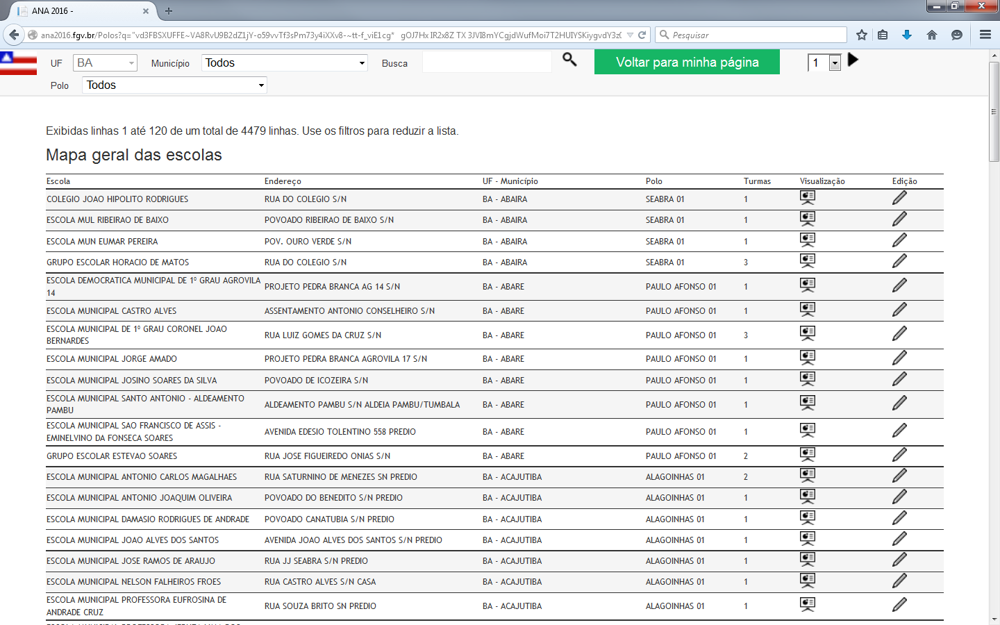 ANA 2016 -
ana2016.fgv.br/Polos?q="vd3FBSXUFFE~VA8RvU9B2dZ1jY-o59vvTf3sPm73y4iXXv8-~tt-f_viE1cg* gOJ7Hx IR2x8Z TX 3JVI8mYCgjdWufMoi7T2HUIYSKiygvdY3z
Pesquisar
UF BA Município Todos Busca Voltar para minha página 1
Polo Todos
Exibidas linhas 1 até 120 de um total de 4479 linhas. Use os filtros para reduzir a lista.
Mapa geral das escolas
Escola Endereço UF - Município Polo Turmas Visualização Edição
COLEGIO JOAO HIPOLITO RODRIGUES RUA DO COLEGIO S/N BA - ABAIRA SEABRA 01 1
ESCOLA MUL RIBEIRAO DE BAIXO POVOADO RIBEIRAO DE BAIXO S/N BA - ABAIRA SEABRA 01 1
ESCOLA MUN EUMAR PEREIRA POV. OURO VERDE S/N BA - ABAIRA SEABRA 01 1
GRUPO ESCOLAR HORACIO DE MATOS RUA DO COLEGIO S/N BA - ABAIRA SEABRA 01 3
ESCOLA DEMOCRATICA MUNICIPAL DE 1º GRAU AGROVILA
14 PROJETO PEDRA BRANCA AG 14 S/N BA - ABARE PAULO AFONSO 01 1
ESCOLA MUNICIPAL CASTRO ALVES ASSENTAMENTO ANTONIO CONSELHEIRO S/N BA - ABARE PAULO AFONSO 01 1
ESCOLA MUNICIPAL DE 1º GRAU CORONEL JOAO
BERNARDES RUA LUIZ GOMES DA CRUZ S/N BA - ABARE PAULO AFONSO 01 3
ESCOLA MUNICIPAL JORGE AMADO PROJETO PEDRA BRANCA AGROVILA 17 S/N BA - ABARE PAULO AFONSO 01 1
ESCOLA MUNICIPAL JOSINO SOARES DA SILVA POVOADO DE ICOZEIRA S/N BA - ABARE PAULO AFONSO 01 1
ESCOLA MUNICIPAL SANTO ANTONIO - ALDEAMENTO
PAMBU ALDEAMENTO PAMBU S/N ALDEIA PAMBU/TUMBALA BA - ABARE PAULO AFONSO 01 1
ESCOLA MUNICIPAL SAO FRANCISCO DE ASSIS -
EMINELVINO DA FONSECA SOARES AVENIDA EDESIO TOLENTINO 558 PREDIO BA - ABARE PAULO AFONSO 01 1
GRUPO ESCOLAR ESTEVAO SOARES RUA JOSE FIGUEIREDO ONIAS S/N BA - ABARE PAULO AFONSO 01 2
ESCOLA MUNICIPAL ANTONIO CARLOS MAGALHAES RUA SATURNINO DE MENEZES SN PREDIO BA - ACAJUTIBA ALAGOINHAS 01 2
ESCOLA MUNICIPAL ANTONIO JOAQUIM OLIVEIRA POVOADO DO BENEDITO S/N PREDIO BA - ACAJUTIBA ALAGOINHAS 01 1
ESCOLA MUNICIPAL DAMASIO RODRIGUES DE ANDRADE POVOADO CANATUBIA S/N PREDIO BA - ACAJUTIBA ALAGOINHAS 01 1
ESCOLA MUNICIPAL JOAO ALVES DOS SANTOS AVENIDA JOAO ALVES DOS SANTOS S/N PREDIO BA - ACAJUTIBA ALAGOINHAS 01 1
ESCOLA MUNICIPAL JOSE RAMOS DE ARAUJO RUA JJ SEABRA S/N PREDIO BA - ACAJUTIBA ALAGOINHAS 01 1
ESCOLA MUNICIPAL NELSON FALHEIROS FROES RUA CASTRO ALVES S/N CASA BA - ACAJUTIBA ALAGOINHAS 01 1
ESCOLA MUNICIPAL PROFESSORA EUFROSINA DE
ANDRADE CRUZ RUA SOUZA BRITO SN PREDIO BA - ACAJUTIBA ALAGOINHAS 01 1